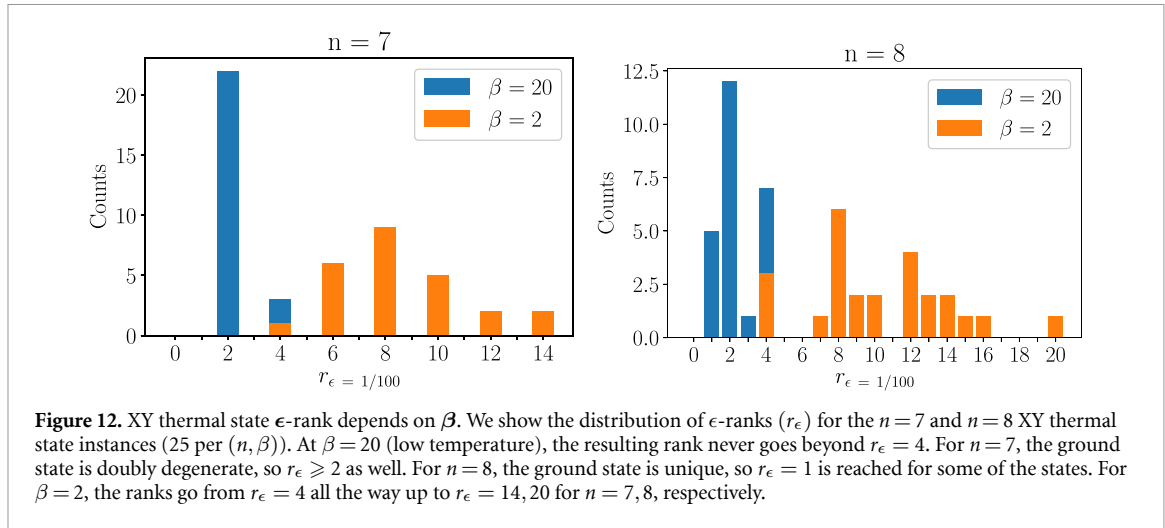 n = 7
20
15
10
5
0
Counts
β = 20
β = 2
0 2 4 6 8 10 12 14
r_ϵ = 1/100
n = 8
12.5
10.0
7.5
5.0
2.5
0.0
Counts
β = 20
β = 2
0 2 4 6 8 10 12 14 16 18 20
r_ϵ = 1/100
Figure 12. XY thermal state ϵ-rank depends on β. We show the distribution of ϵ-ranks (r_ϵ) for the n = 7 and n = 8 XY thermal
state instances (25 per (n, β)). At β = 20 (low temperature), the resulting rank never goes beyond r_ϵ = 4. For n = 7, the ground
state is doubly degenerate, so r_ϵ ⩾ 2 as well. For n = 8, the ground state is unique, so r_ϵ = 1 is reached for some of the states. For
β = 2, the ranks go from r_ϵ = 4 all the way up to r_ϵ = 14, 20 for n = 7, 8, respectively.